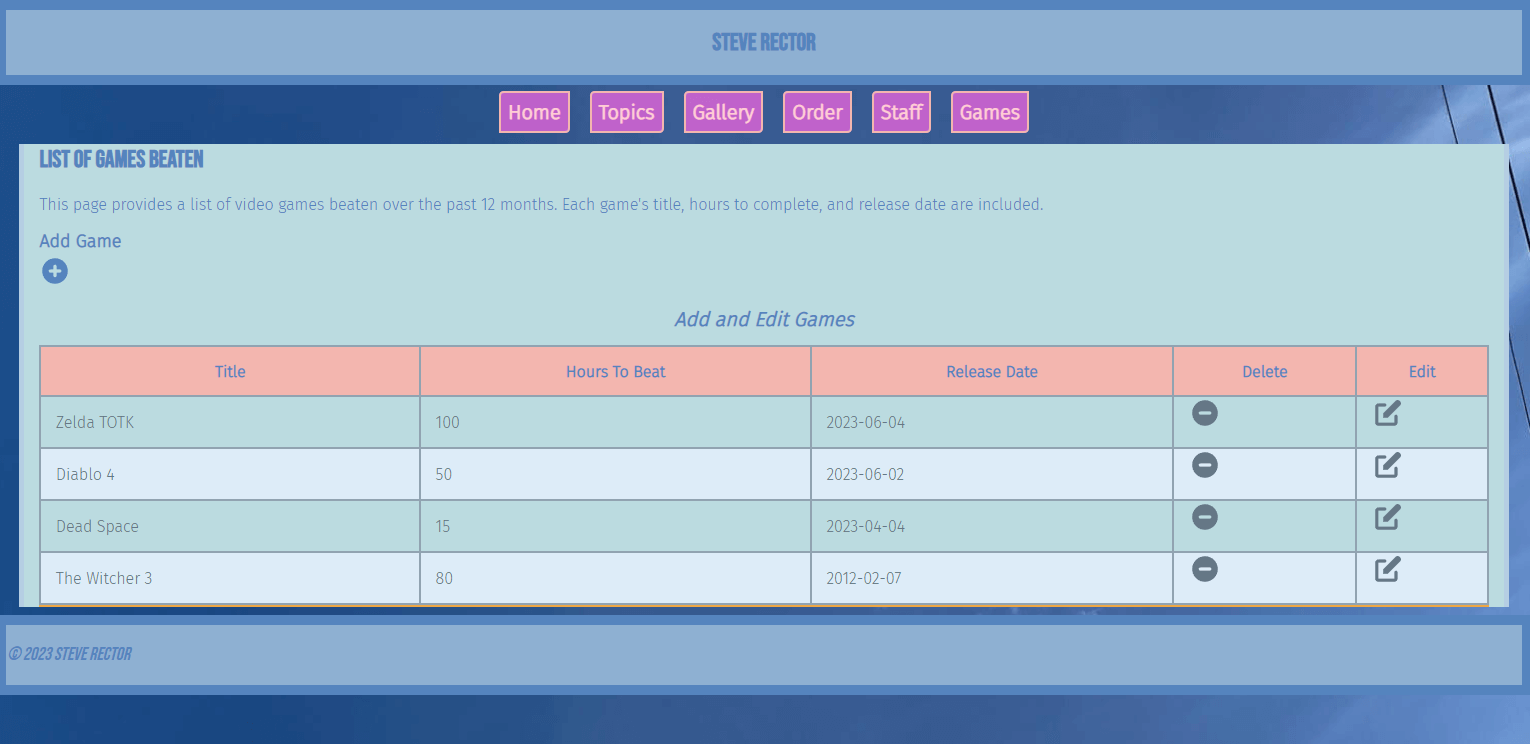 STEVE RECTOR
Home Topics Gallery Order Staff Games
LIST OF GAMES BEATEN
This page provides a list of video games beaten over the past 12 months. Each game's title, hours to complete, and release date are included.
Add Game
Add and Edit Games
Title Hours To Beat Release Date Delete Edit
Zelda TOTK 100 2023-06-04
Diablo 4 50 2023-06-02
Dead Space 15 2023-04-04
The Witcher 3 80 2012-02-07
© 2023 STEVE RECTOR